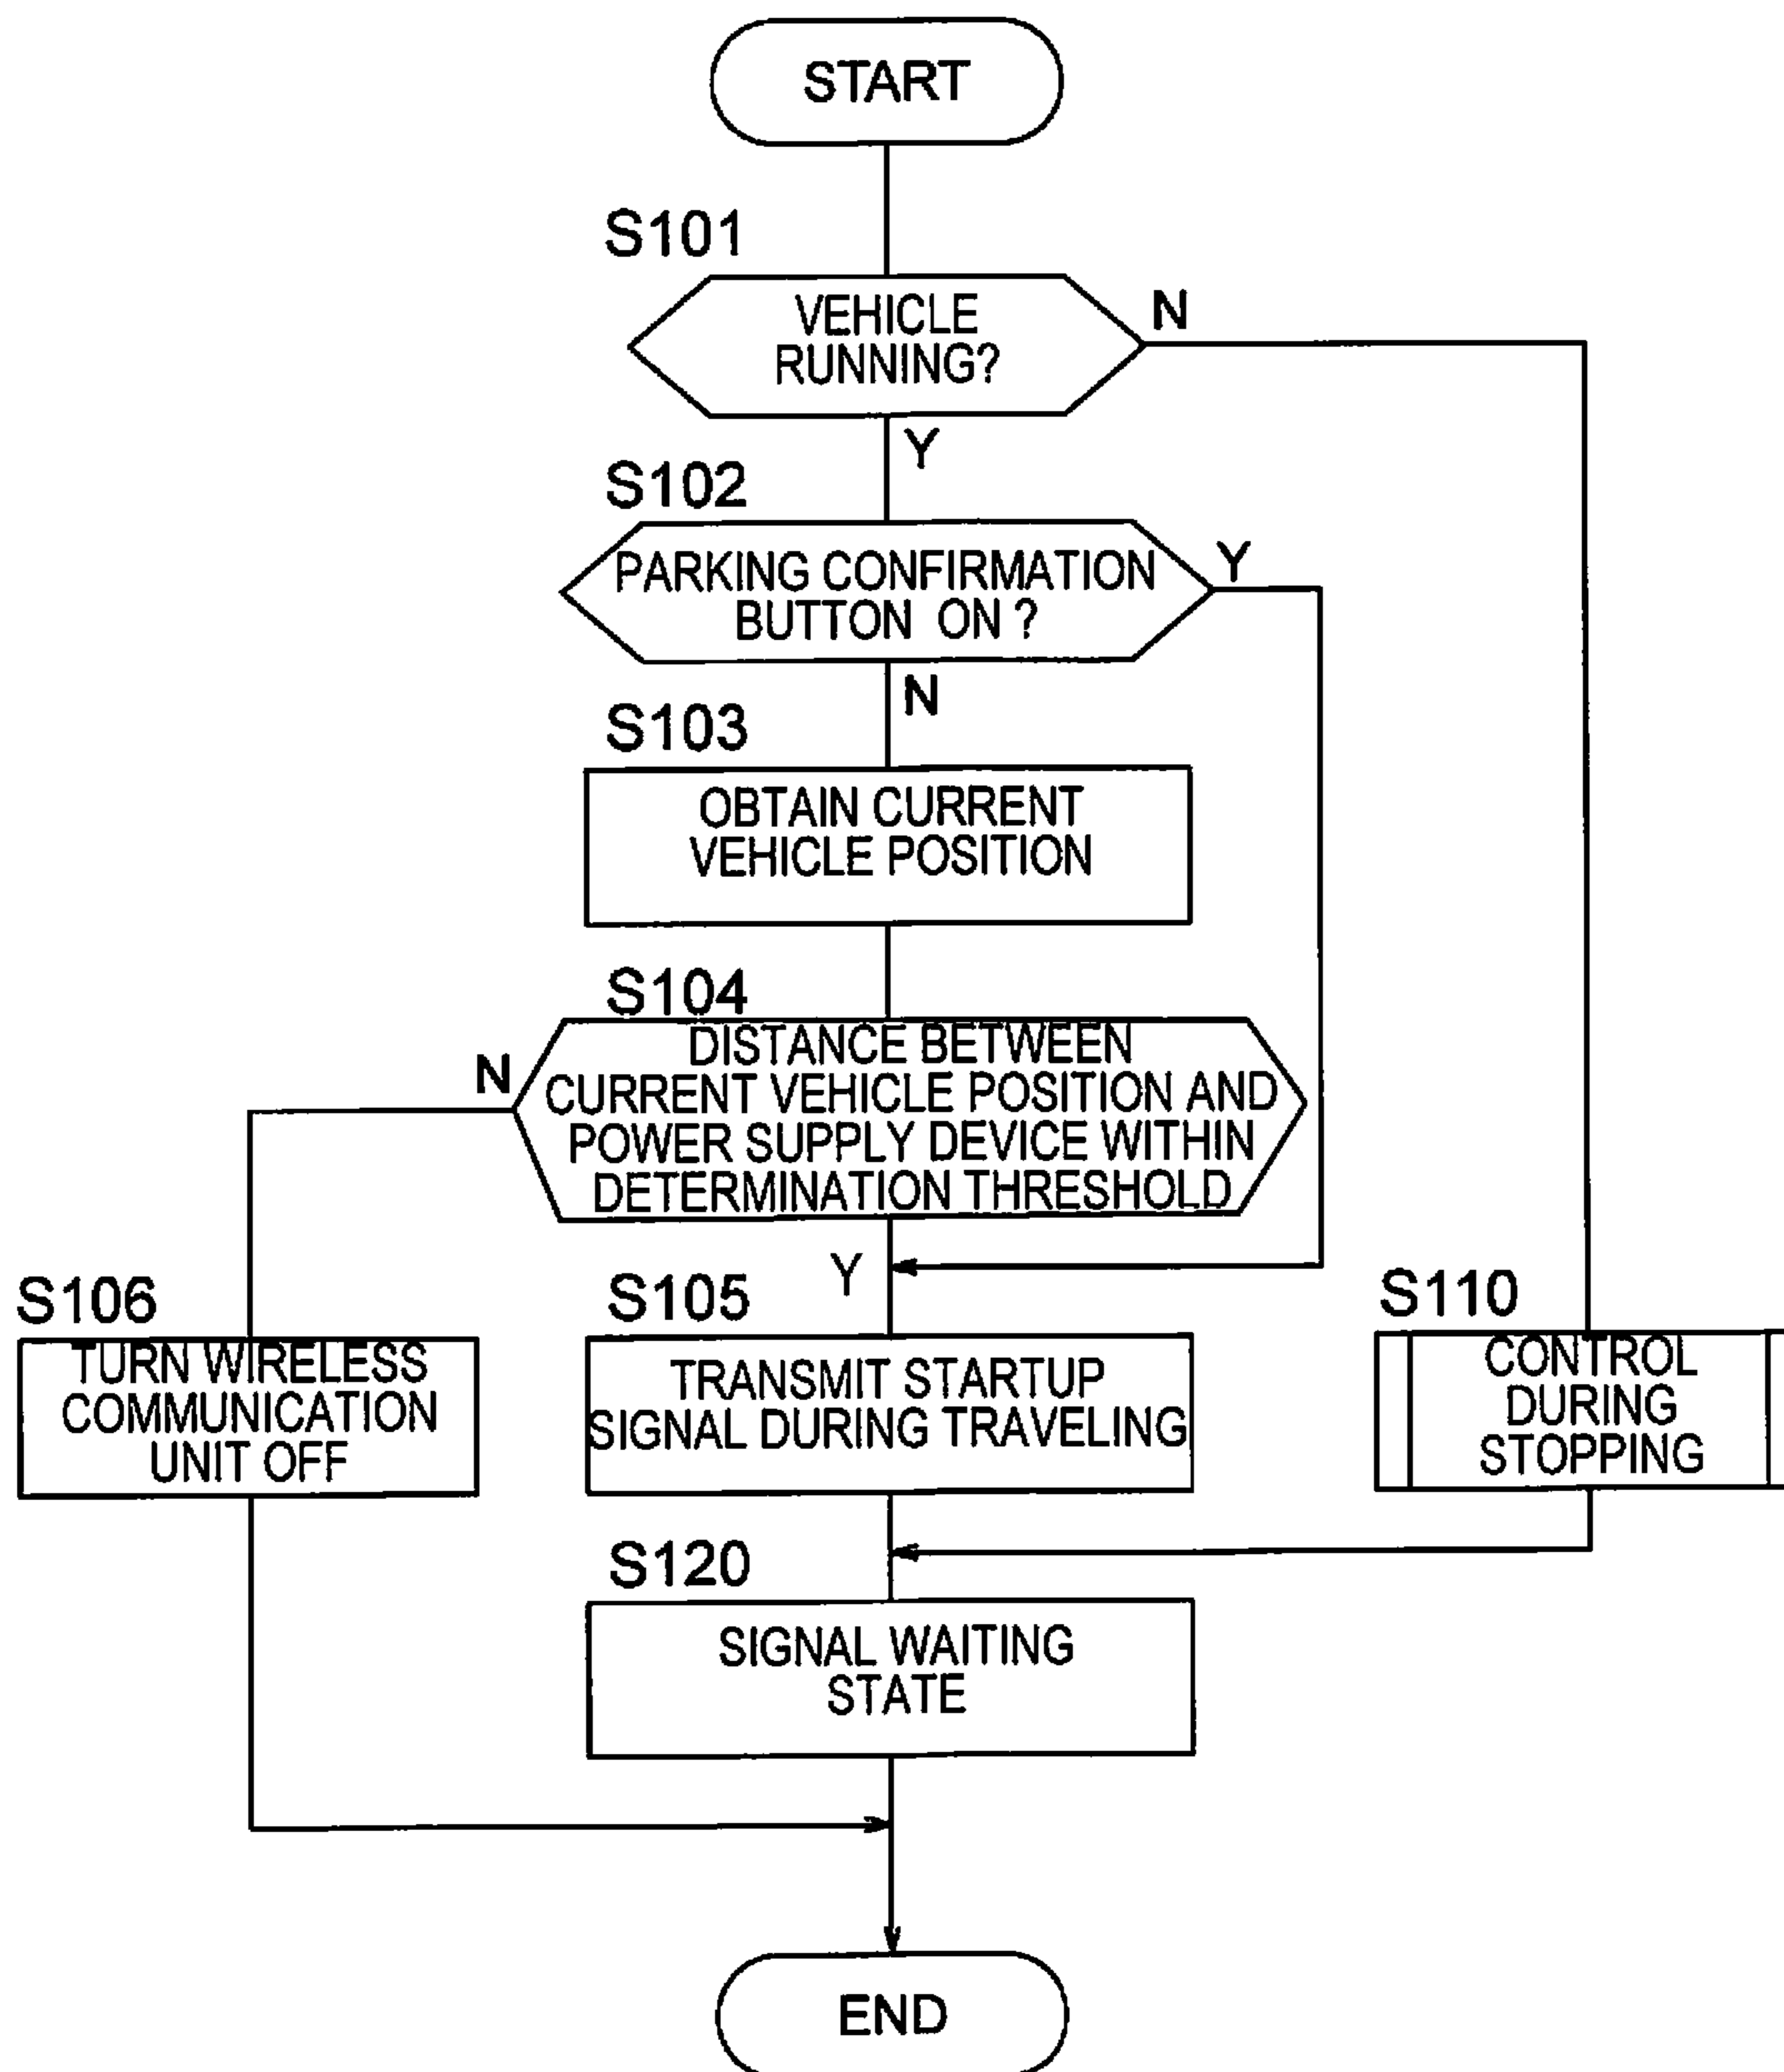 START
S101
VEHICLE
RUNNING?
N
Y
S102
PARKING CONFIRMATION
BUTTON ON ?
Y
N
S103
OBTAIN CURRENT
VEHICLE POSITION
S104
DISTANCE BETWEEN
CURRENT VEHICLE POSITION AND
POWER SUPPLY DEVICE WITHIN
DETERMINATION THRESHOLD
N
Y
S106
TURN WIRELESS
COMMUNICATION
UNIT OFF
S105
TRANSMIT STARTUP
SIGNAL DURING TRAVELING
S110
CONTROL
DURING
STOPPING
S120
SIGNAL WAITING
STATE
END